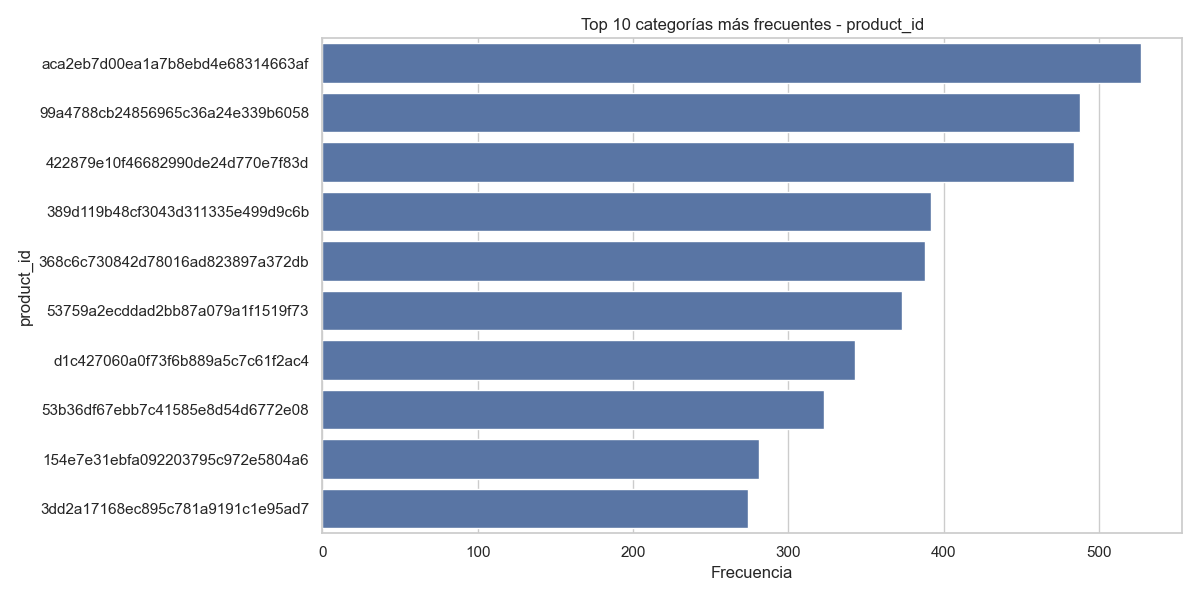 Top 10 categorías más frecuentes - product_id
product_id
aca2eb7d00ea1a7b8ebd4e68314663af
99a4788cb24856965c36a24e339b6058
422879e10f46682990de24d770e7f83d
389d119b48cf3043d311335e499d9c6b
368c6c730842d78016ad823897a372db
53759a2ecddad2bb87a079a1f1519f73
d1c427060a0f73f6b889a5c7c61f2ac4
53b36df67ebb7c41585e8d54d6772e08
154e7e31ebfa092203795c972e5804a6
3dd2a17168ec895c781a9191c1e95ad7
0 100 200 300 400 500
Frecuencia